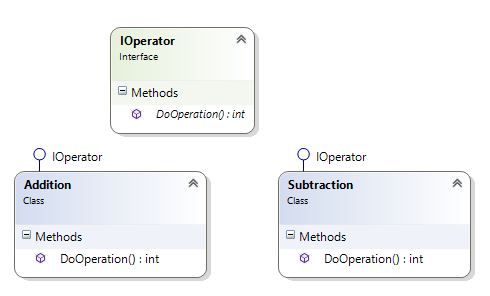 IOperator
Interface
Methods
DoOperation() : int
IOperator
Addition
Class
Methods
DoOperation() : int
IOperator
Subtraction
Class
Methods
DoOperation() : int